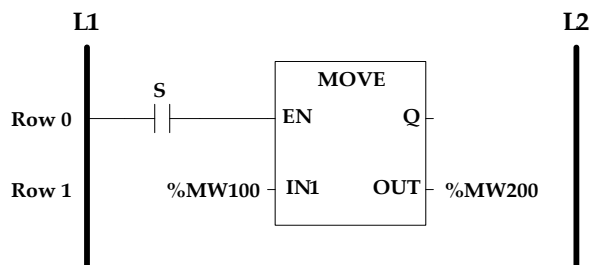 L1 L2
MOVE
S
Row 0 EN Q
Row 1 %MW100 IN1 OUT %MW200